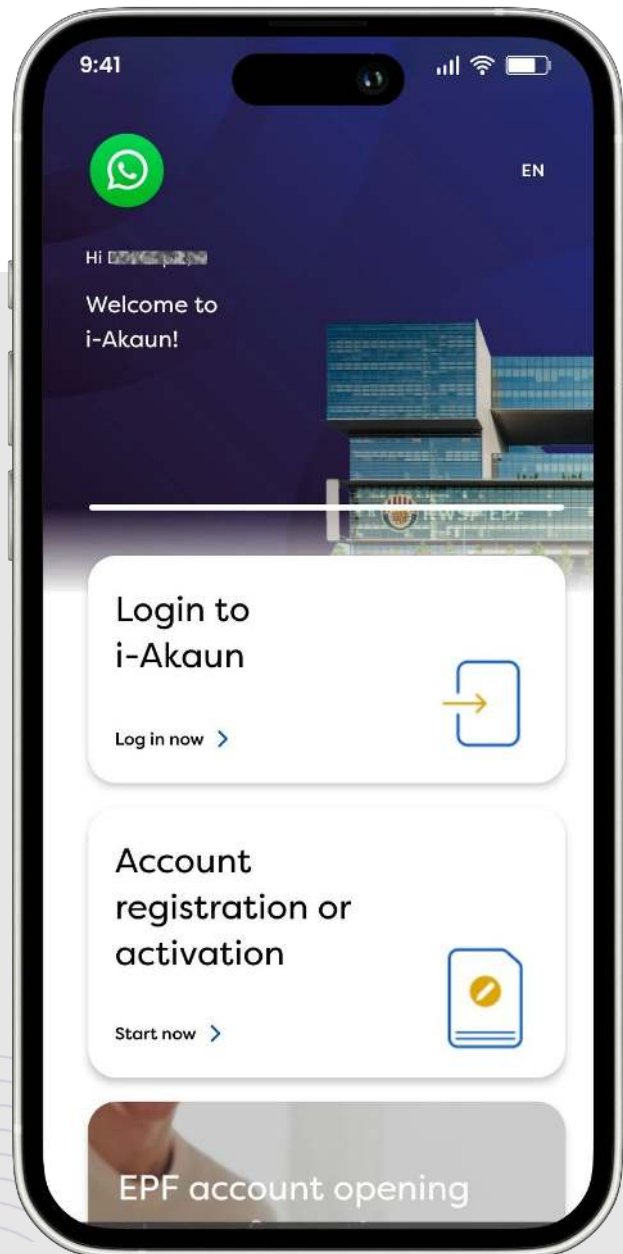 9:41
EN
Hi
Welcome to
i-Akaun!
KWSP EPF
Login to
i-Akaun
Log in now
Account
registration or
activation
Start now
EPF account opening